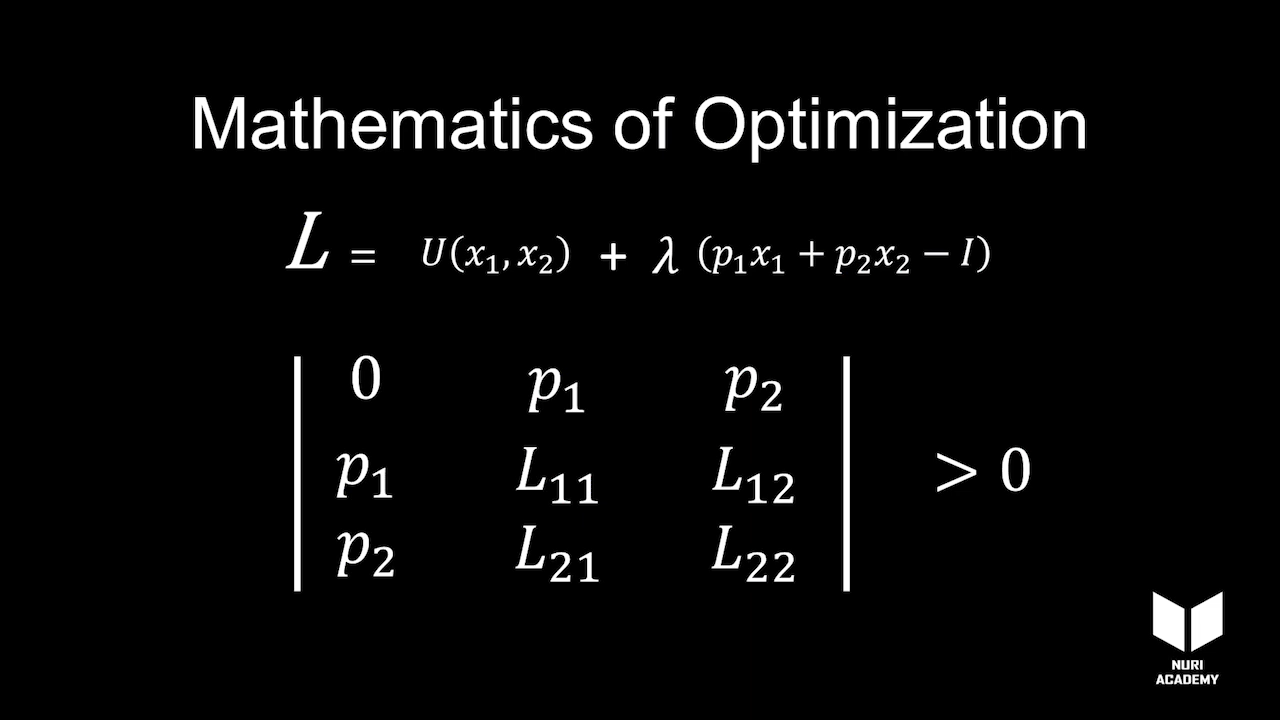 Mathematics of Optimization
L = U(x₁, x₂) + λ (p₁x₁ + p₂x₂ − I)
0 p₁ p₂
p₁ L₁₁ L₁₂ > 0
p₂ L₂₁ L₂₂
NURI
ACADEMY